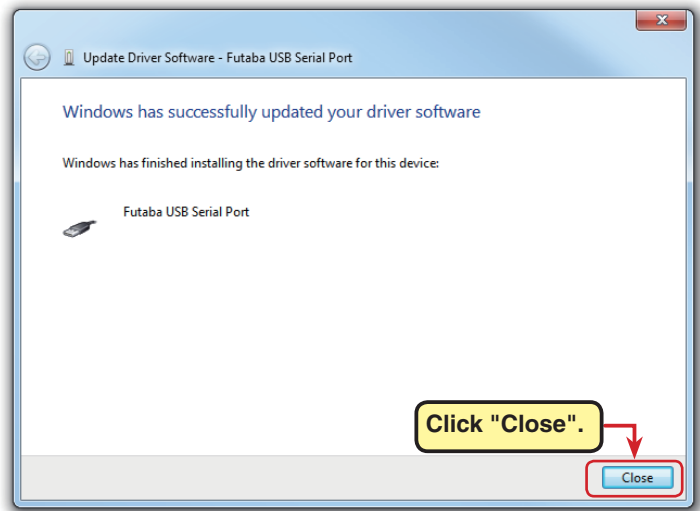 Update Driver Software - Futaba USB Serial Port
Windows has successfully updated your driver software
Windows has finished installing the driver software for this device:
Futaba USB Serial Port
Click "Close".
Close